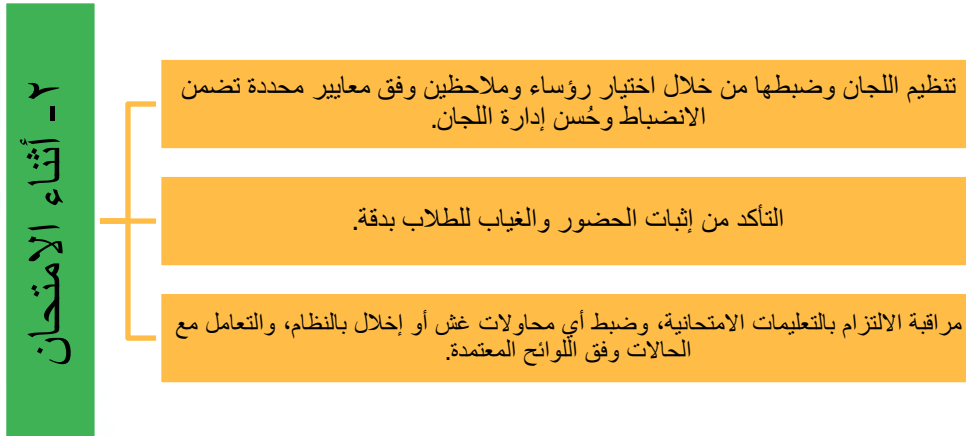 ٢ - أثناء الامتحان
تنظيم اللجان وضبطها من خلال اختيار رؤساء وملاحظين وفق معايير محددة تضمن
الانضباط وحُسن إدارة اللجان.
التأكد من إثبات الحضور والغياب للطلاب بدقة.
مراقبة الالتزام بالتعليمات الامتحانية، وضبط أي محاولات غش أو إخلال بالنظام، والتعامل مع
الحالات وفق اللوائح المعتمدة.